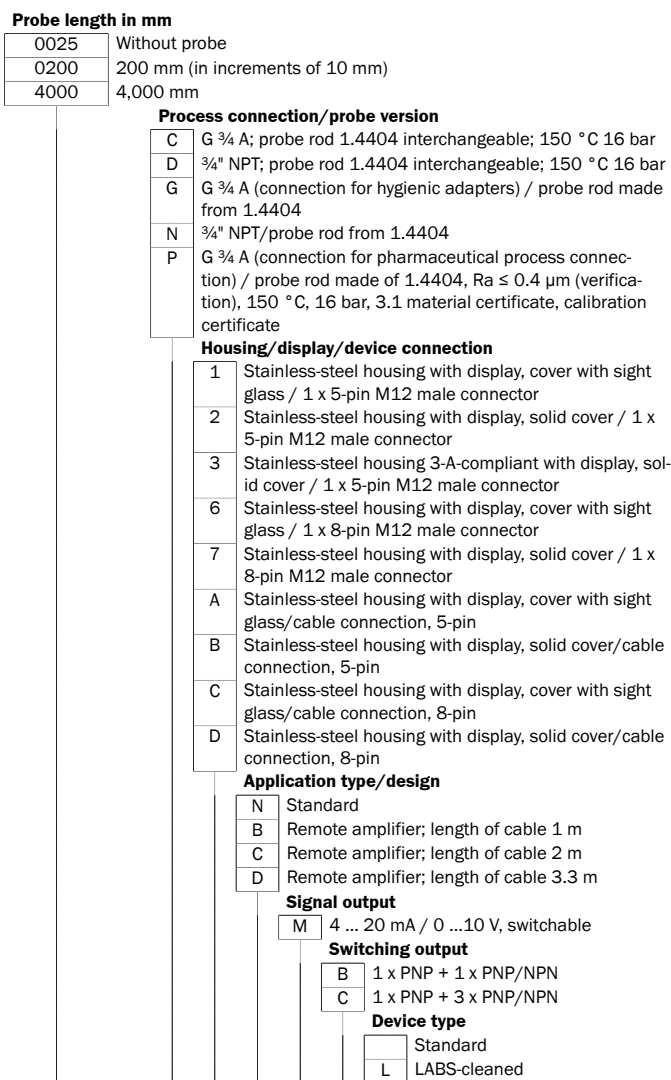 Probe length in mm
0025 Without probe
0200 200 mm (in increments of 10 mm)
4000 4,000 mm
Process connection/probe version
C G ¾ A; probe rod 1.4404 interchangeable; 150 °C 16 bar
D ¾" NPT; probe rod 1.4404 interchangeable; 150 °C 16 bar
G G ¾ A (connection for hygienic adapters) / probe rod made
from 1.4404
N ¾" NPT/probe rod from 1.4404
P G ¾ A (connection for pharmaceutical process connec-
tion) / probe rod made of 1.4404, Ra ≤ 0.4 µm (verifica-
tion), 150 °C, 16 bar, 3.1 material certificate, calibration
certificate
Housing/display/device connection
1 Stainless-steel housing with display, cover with sight
glass / 1 x 5-pin M12 male connector
2 Stainless-steel housing with display, solid cover / 1 x
5-pin M12 male connector
3 Stainless-steel housing 3-A-compliant with display, sol-
id cover / 1 x 5-pin M12 male connector
6 Stainless-steel housing with display, cover with sight
glass / 1 x 8-pin M12 male connector
7 Stainless-steel housing with display, solid cover / 1 x
8-pin M12 male connector
A Stainless-steel housing with display, cover with sight
glass/cable connection, 5-pin
B Stainless-steel housing with display, solid cover/cable
connection, 5-pin
C Stainless-steel housing with display, cover with sight
glass/cable connection, 8-pin
D Stainless-steel housing with display, solid cover/cable
connection, 8-pin
Application type/design
N Standard
B Remote amplifier; length of cable 1 m
C Remote amplifier; length of cable 2 m
D Remote amplifier; length of cable 3.3 m
Signal output
M 4 ... 20 mA / 0 ...10 V, switchable
Switching output
B 1 x PNP + 1 x PNP/NPN
C 1 x PNP + 3 x PNP/NPN
Device type
Standard
L LABS-cleaned